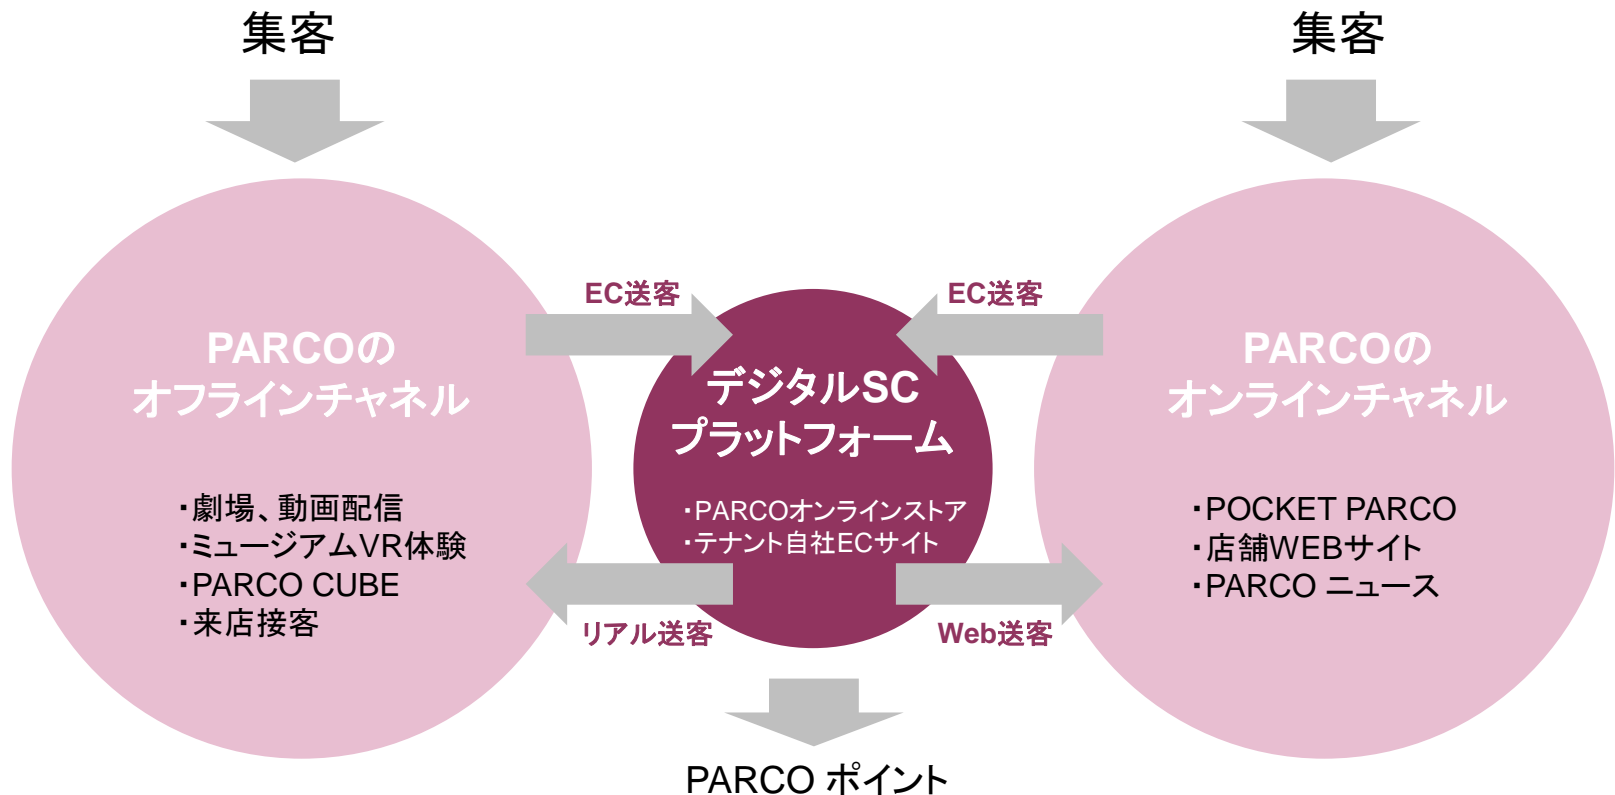 集客
集客
EC送客
EC送客
PARCOの
オフラインチャネル
・劇場、動画配信
・ミュージアムVR体験
・PARCO CUBE
・来店接客
デジタルSC
プラットフォーム
・PARCOオンラインストア
・テナント自社ECサイト
PARCOの
オンラインチャネル
・POCKET PARCO
・店舗WEBサイト
・PARCO ニュース
リアル送客
Web送客
PARCO ポイント